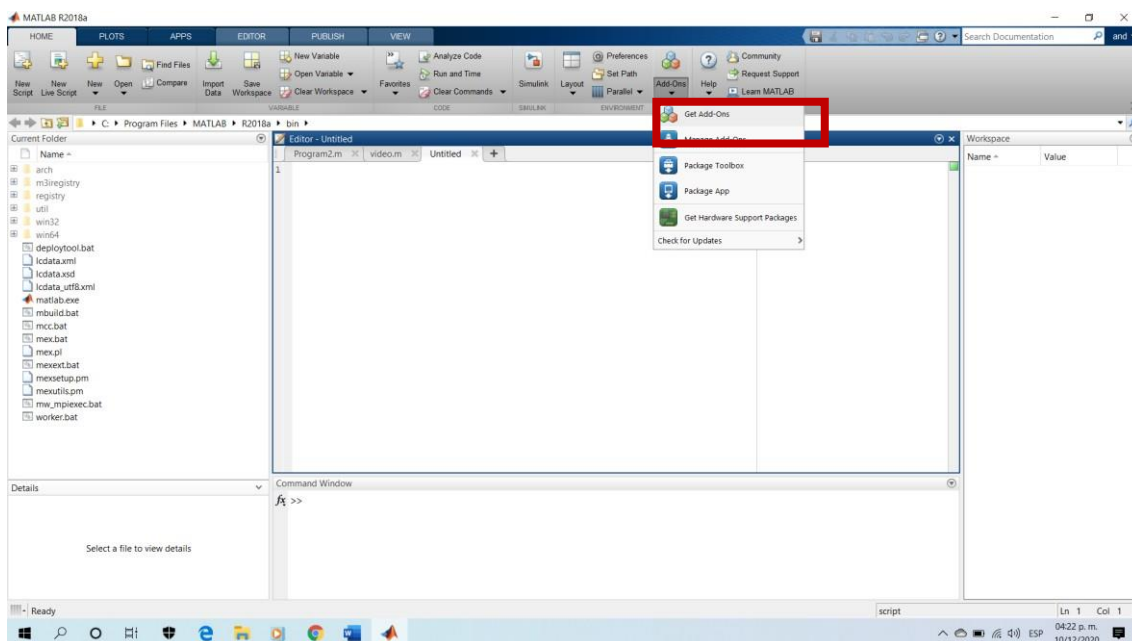 MATLAB R2018a
HOME PLOTS APPS EDITOR PUBLISH VIEW
Search Documentation
and
New Script
New Live Script
New
Open
Find Files
Compare
Import Data
Save Workspace
New Variable
Open Variable
Clear Workspace
Favorites
Analyze Code
Run and Time
Clear Commands
Simulink
Layout
Preferences
Set Path
Parallel
Add-Ons
Help
Community
Request Support
Learn MATLAB
FILE VARIABLE CODE SIMULINK ENVIRONMENT
C: Program Files MATLAB R2018a bin
Get Add-Ons
Manage Add-Ons
Package Toolbox
Package App
Get Hardware Support Packages
Check for Updates
Current Folder
Name
arch
m3iregistry
registry
util
win32
win64
deploytool.bat
lcdata.xml
lcdata.xsd
lcdata_utf8.xml
matlab.exe
mbuild.bat
mcc.bat
mex.bat
mex.pl
mexext.bat
mexsetup.pm
mexutils.pm
mw_mpiexec.bat
worker.bat
Details
Select a file to view details
Editor - Untitled
Program2.m video.m Untitled +
1
Command Window
fx >>
Workspace
Name Value
Ready
script Ln 1 Col 1
ESP
04:22 p. m.
10/12/2020